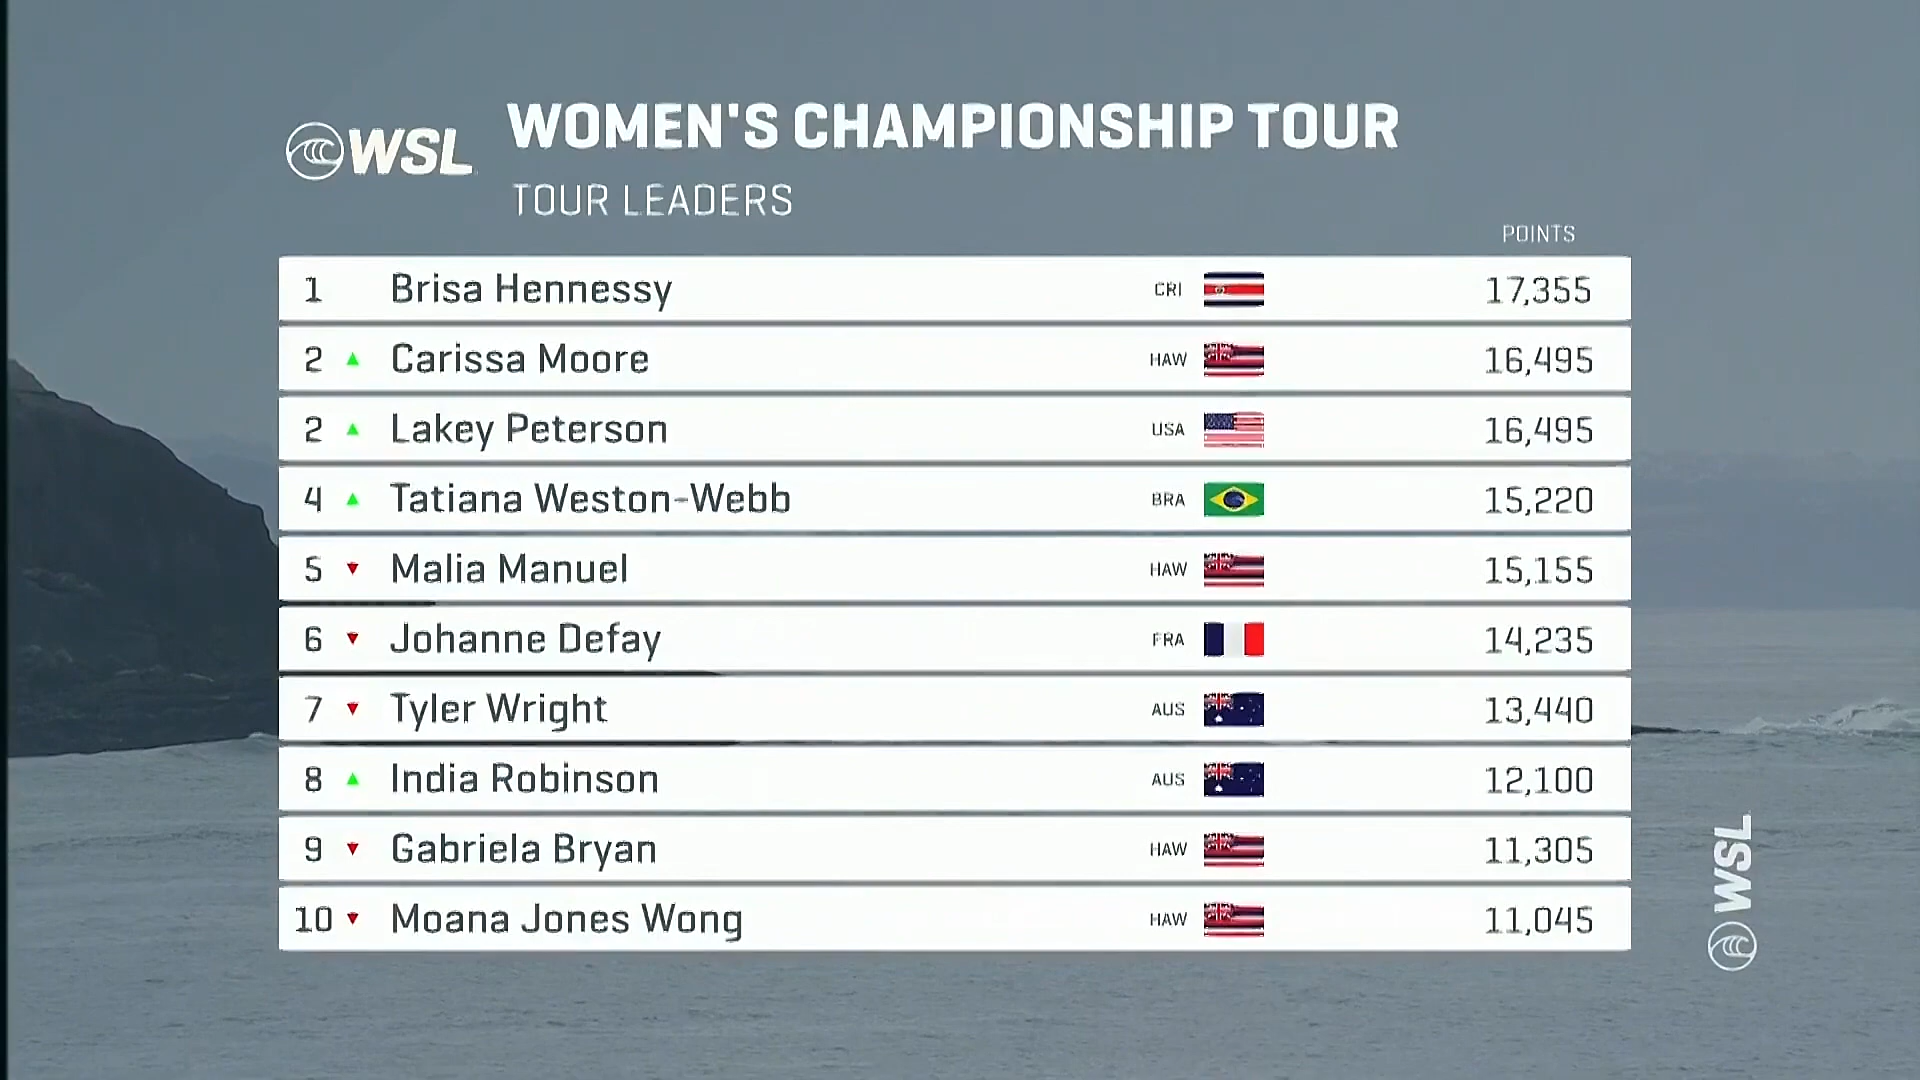 WSL
WOMEN'S CHAMPIONSHIP TOUR
TOUR LEADERS
POINTS
1 Brisa Hennessy CRI 17,355
2 Carissa Moore HAW 16,495
2 Lakey Peterson USA 16,495
4 Tatiana Weston-Webb BRA 15,220
5 Malia Manuel HAW 15,155
6 Johanne Defay FRA 14,235
7 Tyler Wright AUS 13,440
8 India Robinson AUS 12,100
9 Gabriela Bryan HAW 11,305
10 Moana Jones Wong HAW 11,045
WSL